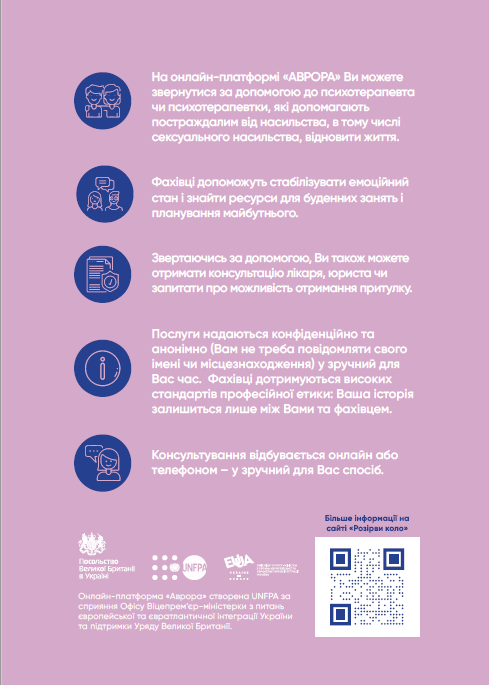 На онлайн-платформі «АВРОРА» Ви можете
звернутися за допомогою до психотерапевта
чи психотерапевтки, які допомагають
постраждалим від насильства, в тому числі
сексуального насильства, відновити життя.
Фахівці допоможуть стабілізувати емоційний
стан і знайти ресурси для буденних занять і
планування майбутнього.
Звертаючись за допомогою, Ви також можете
отримати консультацію лікаря, юриста чи
запитати про можливість отримання притулку.
Послуги надаються конфіденційно та
анонімно (Вам не треба повідомляти свого
імені чи місцезнаходження) у зручний для
Вас час. Фахівці дотримуються високих
стандартів професійної етики: Ваша історія
залишиться лише між Вами та фахівцем.
Консультування відбувається онлайн або
телефоном – у зручний для Вас спосіб.
Більше інформації на
сайті «Розірви коло»
Посольство
Великої Британії
в Україні
UNFPA
Онлайн-платформа «Аврора» створена UNFPA за
сприяння Офісу Віцепрем'єр-міністерки з питань
європейської та євроатлантичної інтеграції України
та підтримки Уряду Великої Британії.